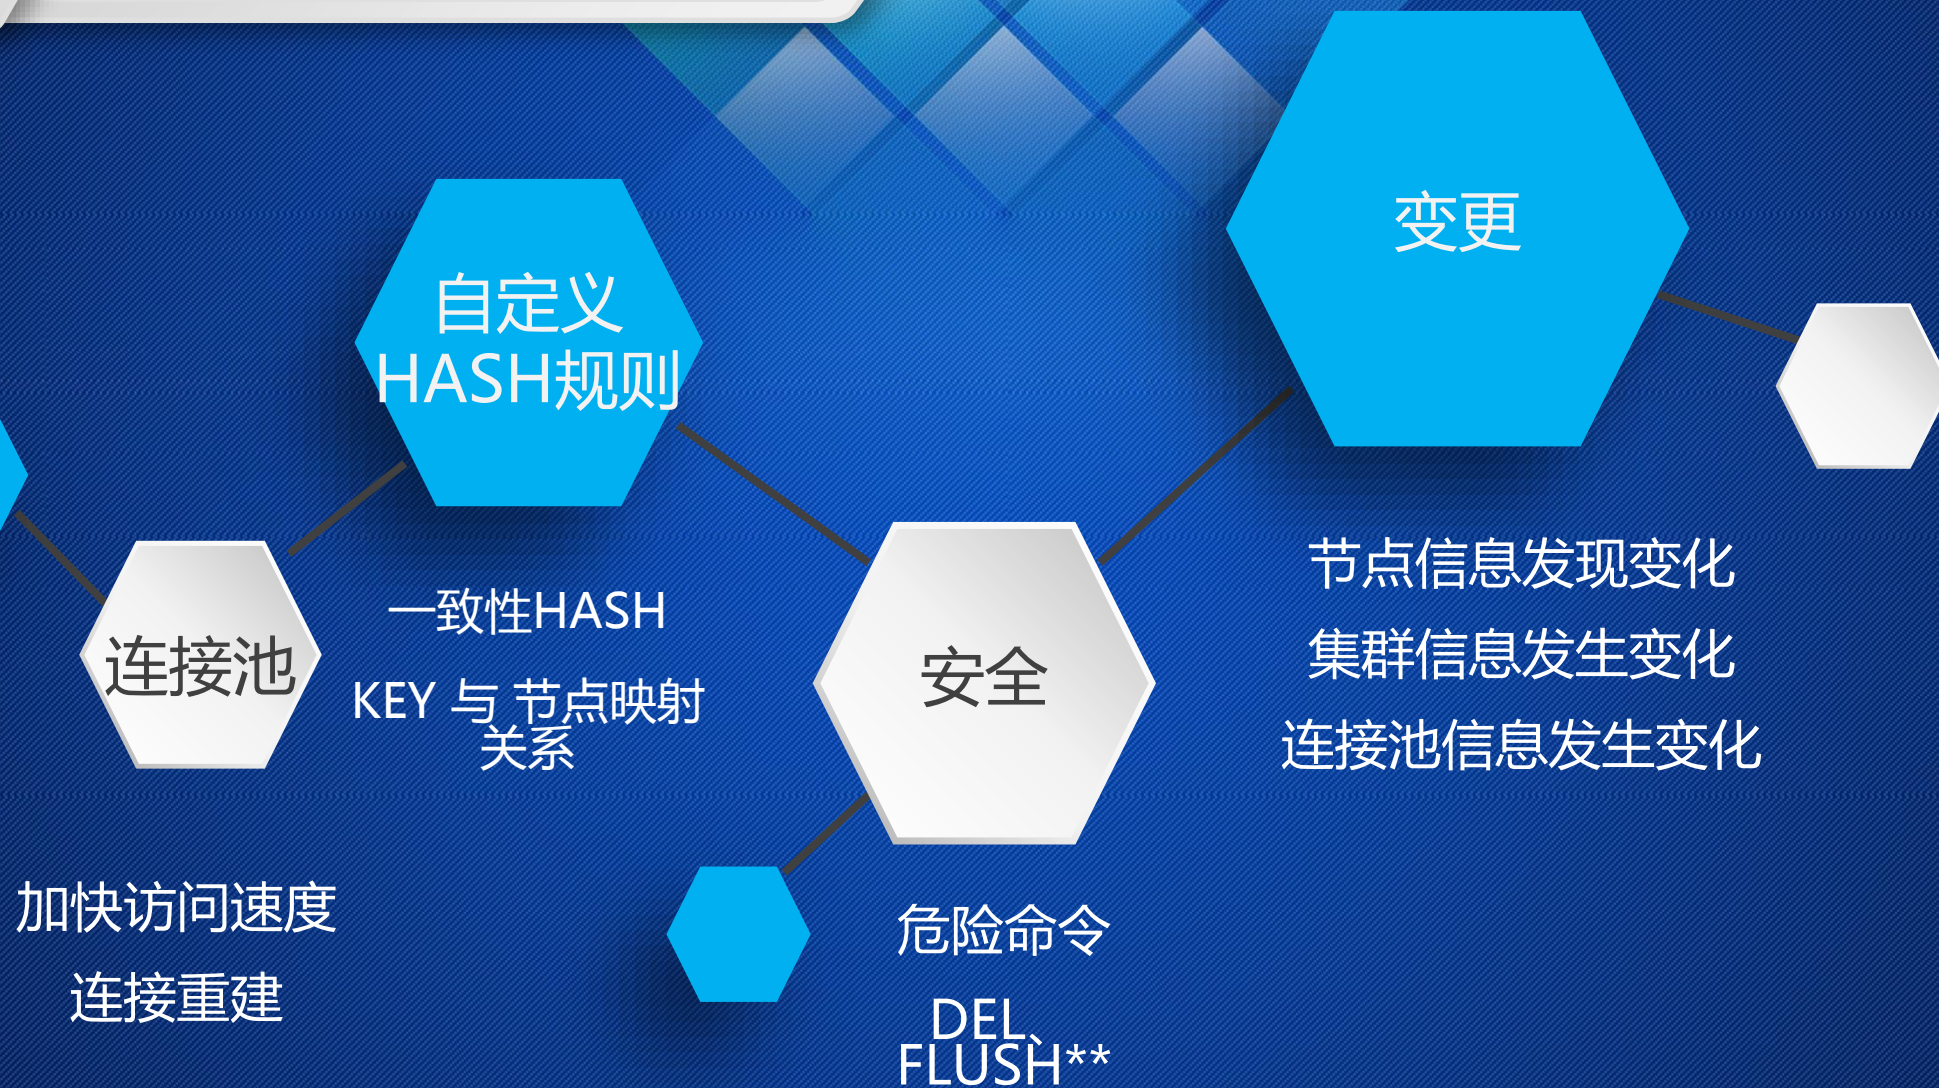 自定义
HASH规则
变更
连接池
一致性HASH
KEY 与 节点映射
关系
安全
节点信息发现变化
集群信息发生变化
连接池信息发生变化
加快访问速度
连接重建
危险命令
DEL、
FLUSH**